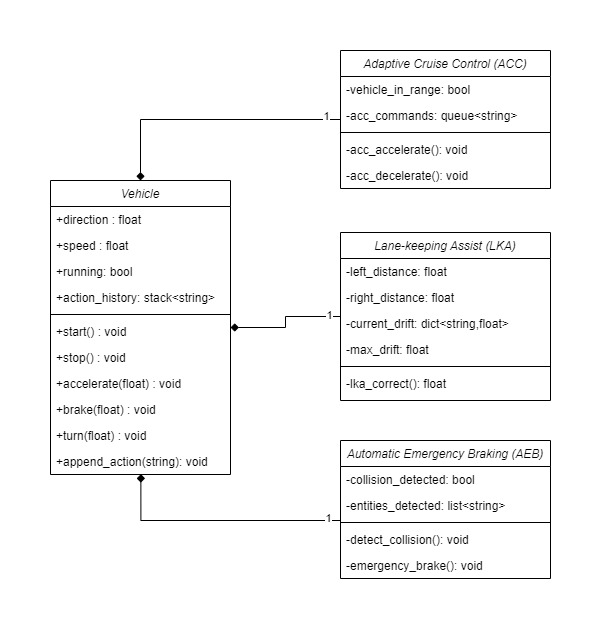 Adaptive Cruise Control (ACC)
-vehicle_in_range: bool
-acc_commands: queue<string>
-acc_accelerate(): void
-acc_decelerate(): void
1
Vehicle
+direction : float
+speed : float
+running: bool
+action_history: stack<string>
+start() : void
+stop() : void
+accelerate(float) : void
+brake(float) : void
+turn(float) : void
+append_action(string): void
Lane-keeping Assist (LKA)
-left_distance: float
-right_distance: float
-current_drift: dict<string,float>
-max_drift: float
-lka_correct(): float
1
Automatic Emergency Braking (AEB)
-collision_detected: bool
-entities_detected: list<string>
-detect_collision(): void
-emergency_brake(): void
1